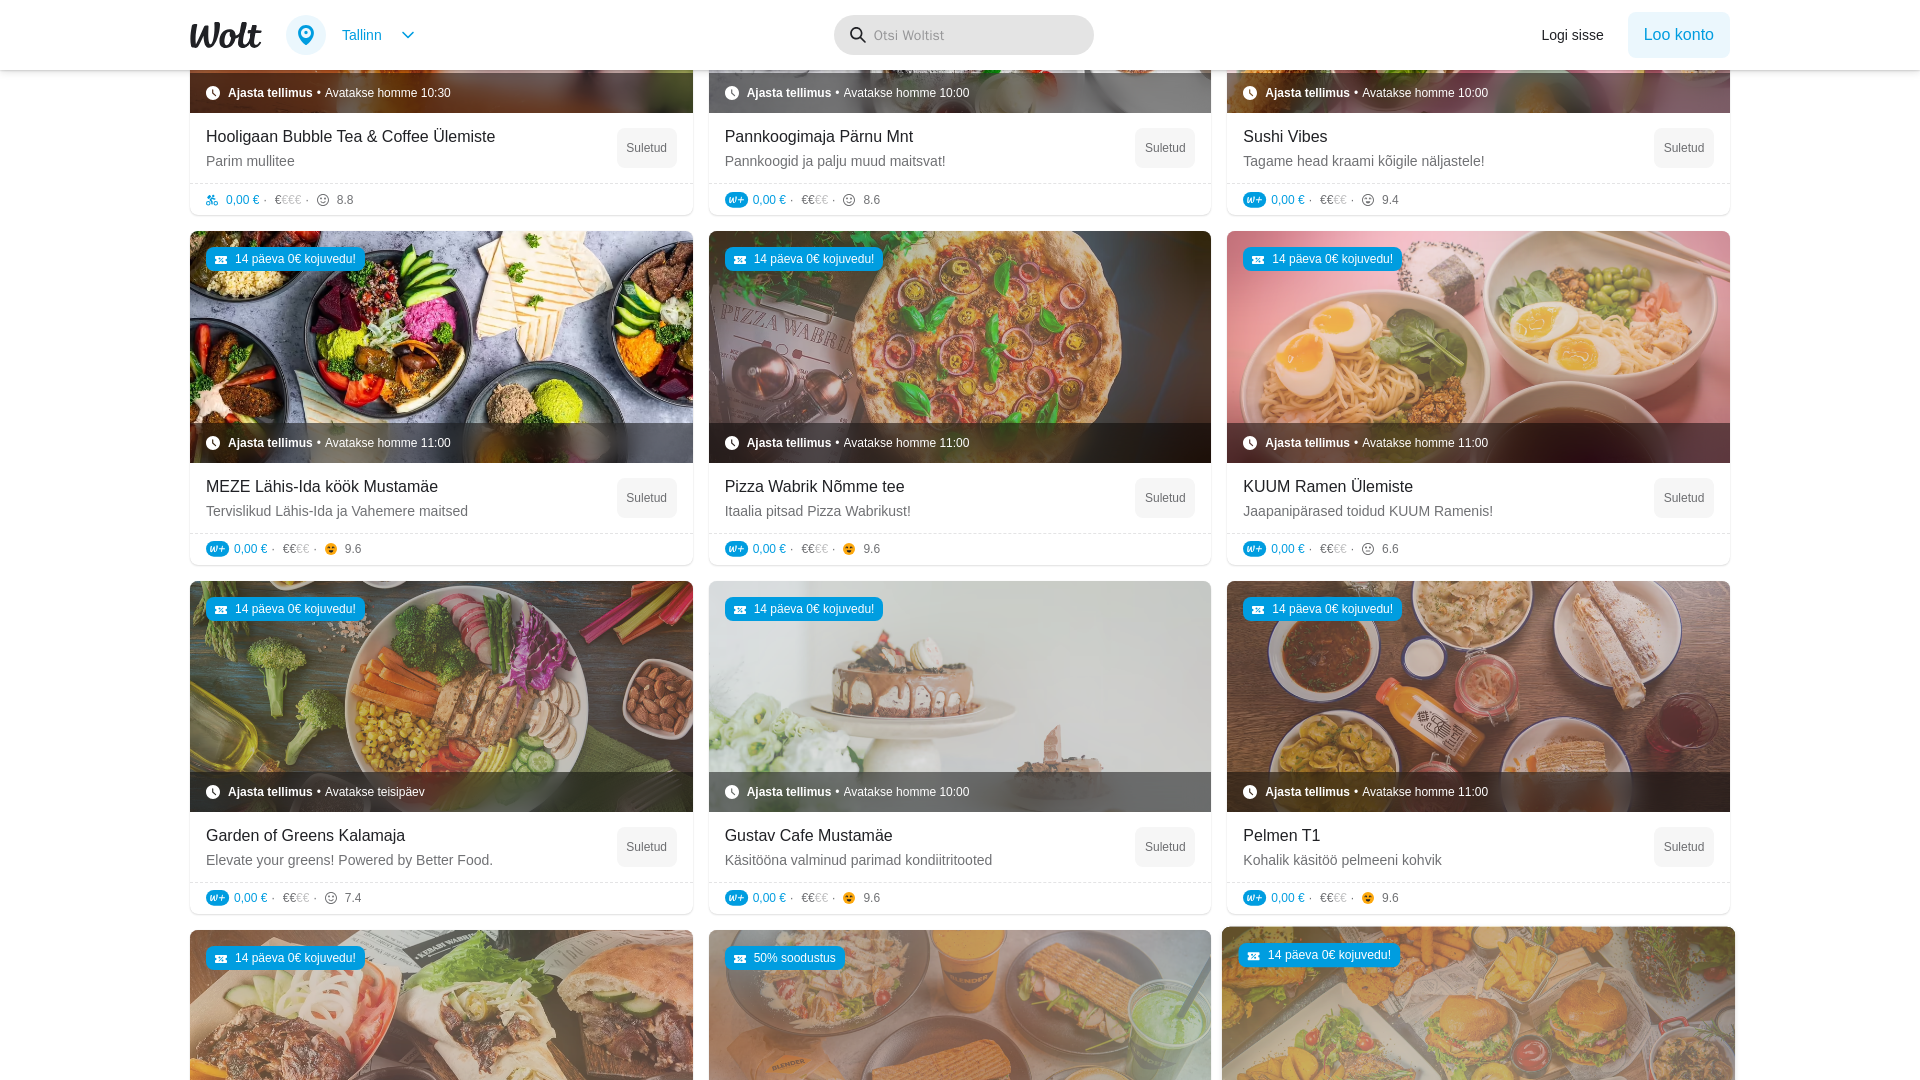 Wolt
Tallinn
Otsi Woltist
Logi sisse
Loo konto
Ajasta tellimus • Avatakse homme 10:30
Ajasta tellimus • Avatakse homme 10:00
Ajasta tellimus • Avatakse homme 10:00
Hooligaan Bubble Tea & Coffee Ülemiste
Parim mullitee
Suletud
0,00 € · €€€€ · 8.8
Pannkoogimaja Pärnu Mnt
Pannkoogid ja palju muud maitsvat!
Suletud
W+ 0,00 € · €€€€ · 8.6
Sushi Vibes
Tagame head kraami kõigile näljastele!
Suletud
W+ 0,00 € · €€€€ · 9.4
14 päeva 0€ kojuvedu!
Ajasta tellimus • Avatakse homme 11:00
MEZE Lähis-Ida köök Mustamäe
Tervislikud Lähis-Ida ja Vahemere maitsed
Suletud
W+ 0,00 € · €€€€ · 9.6
14 päeva 0€ kojuvedu!
PIZZA WABRIK
Ajasta tellimus • Avatakse homme 11:00
Pizza Wabrik Nõmme tee
Itaalia pitsad Pizza Wabrikust!
Suletud
W+ 0,00 € · €€€€ · 9.6
14 päeva 0€ kojuvedu!
Ajasta tellimus • Avatakse homme 11:00
KUUM Ramen Ülemiste
Jaapanipärased toidud KUUM Ramenis!
Suletud
W+ 0,00 € · €€€€ · 6.6
14 päeva 0€ kojuvedu!
Ajasta tellimus • Avatakse teisipäev
Garden of Greens Kalamaja
Elevate your greens! Powered by Better Food.
Suletud
W+ 0,00 € · €€€€ · 7.4
14 päeva 0€ kojuvedu!
Ajasta tellimus • Avatakse homme 10:00
Gustav Cafe Mustamäe
Käsitööna valminud parimad kondiitritooted
Suletud
W+ 0,00 € · €€€€ · 9.6
14 päeva 0€ kojuvedu!
Ajasta tellimus • Avatakse homme 11:00
Pelmen T1
Kohalik käsitöö pelmeeni kohvik
Suletud
W+ 0,00 € · €€€€ · 9.6
14 päeva 0€ kojuvedu!
KEBABI WABRIK
50% soodustus
BLENDER
BLENDER
14 päeva 0€ kojuvedu!